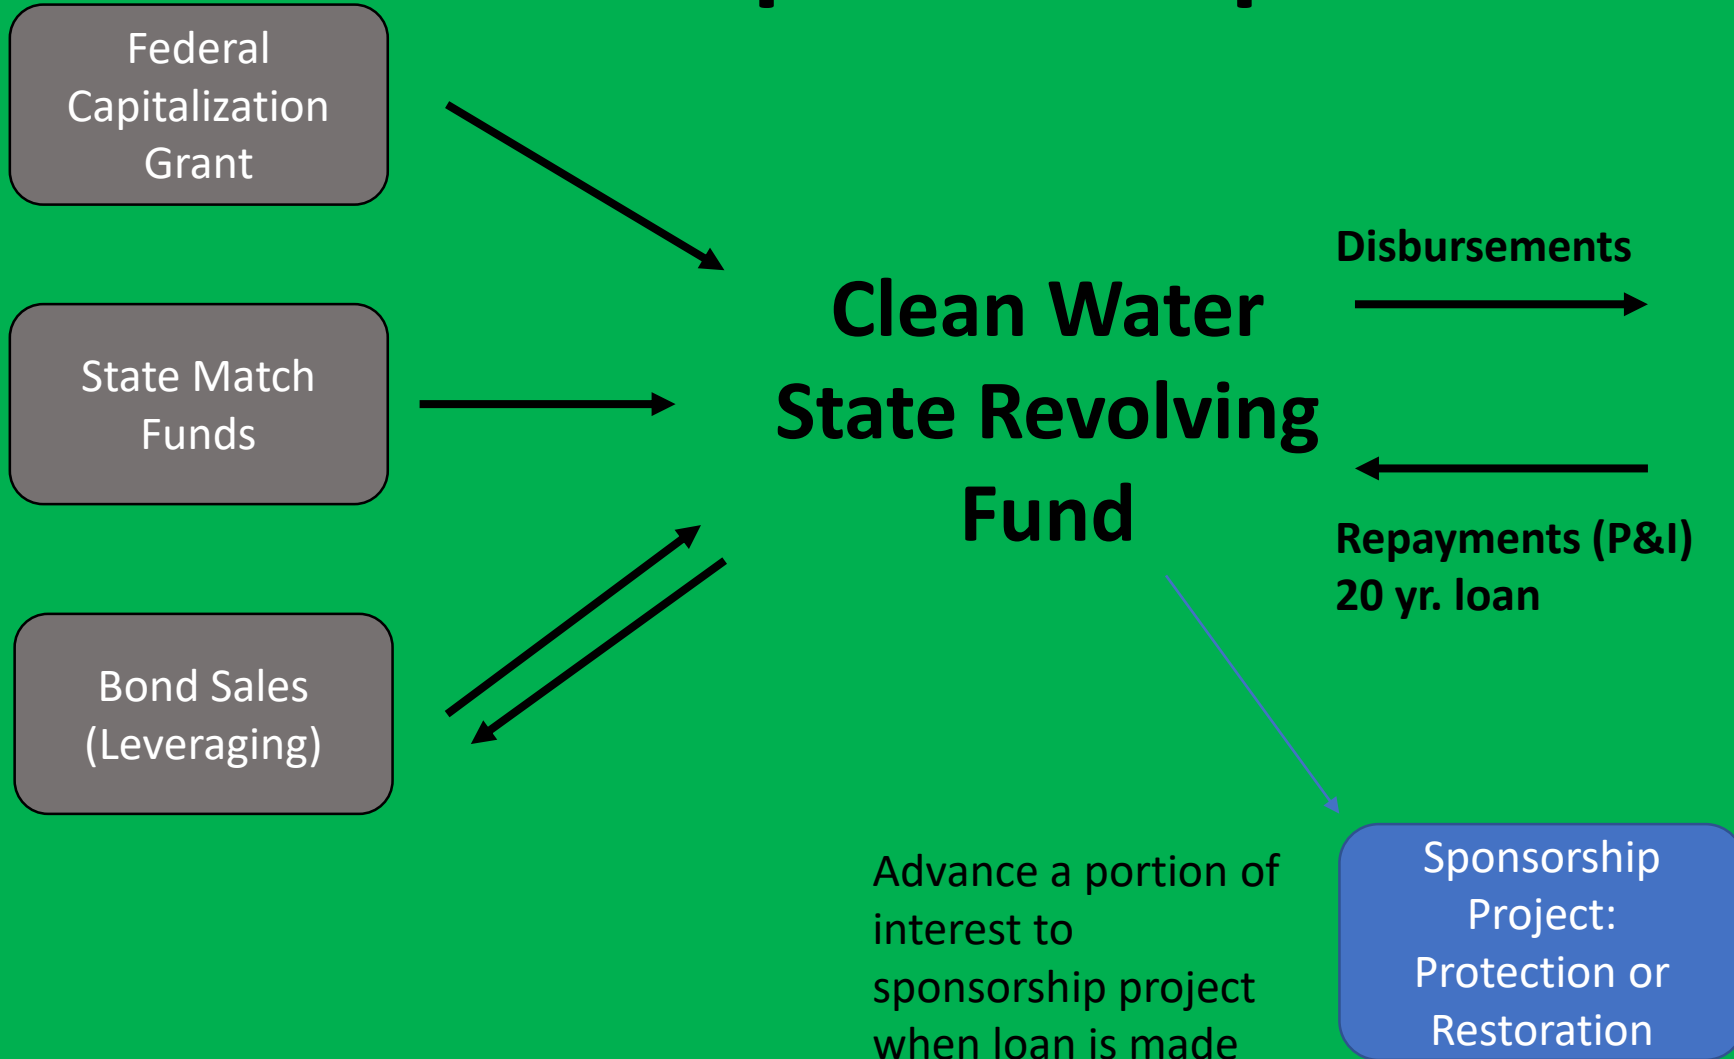 Federal
Capitalization
Grant
State Match
Funds
Bond Sales
(Leveraging)
Clean Water
State Revolving
Fund
Disbursements
Repayments (P&I)
20 yr. loan
Advance a portion of
interest to
sponsorship project
when loan is made
Sponsorship
Project:
Protection or
Restoration